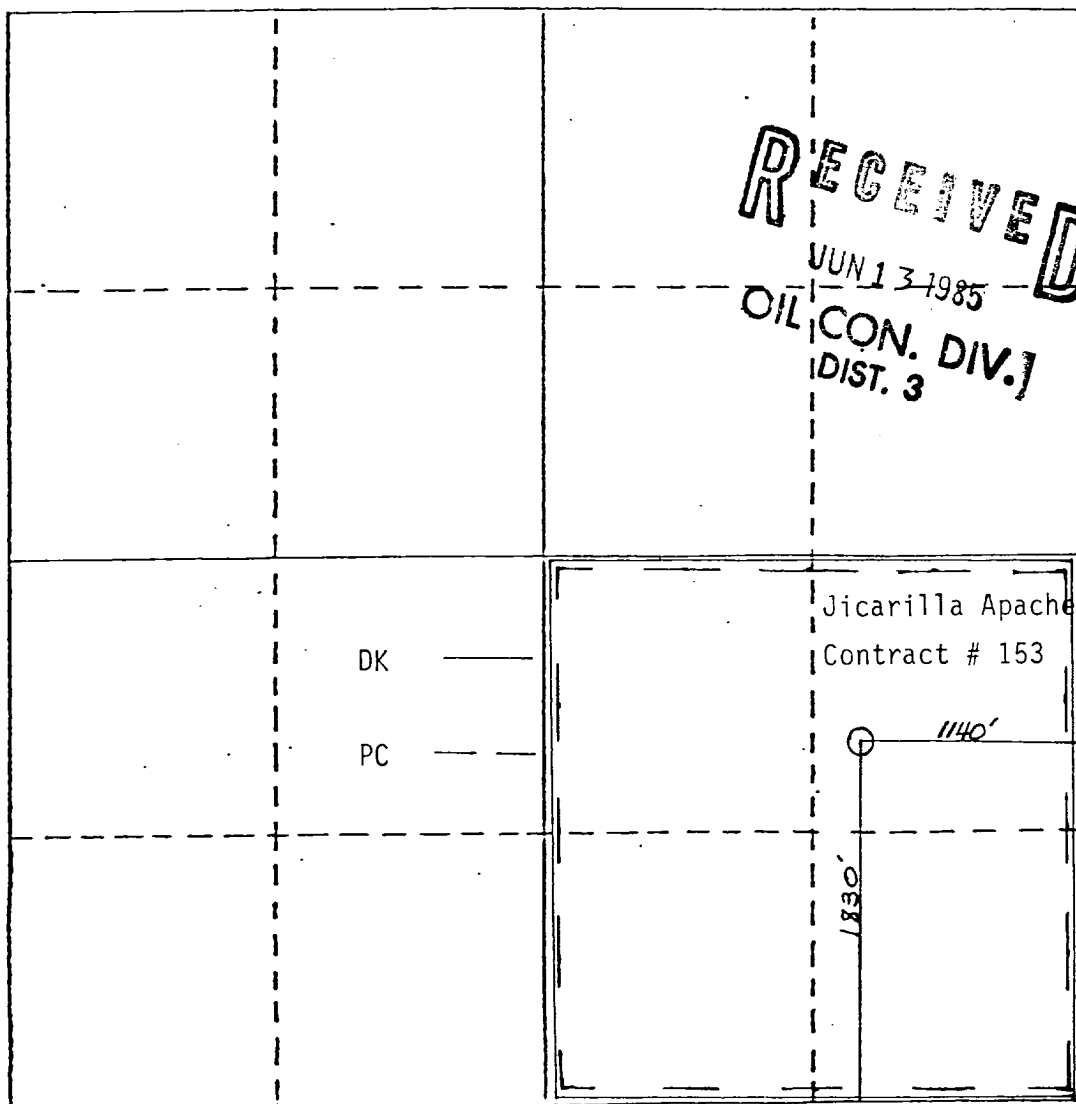 RECEIVED
JUN 13 1985
OIL CON. DIV.]
DIST. 3
Jicarilla Apache
Contract # 153
DK
PC
1140'
1830'